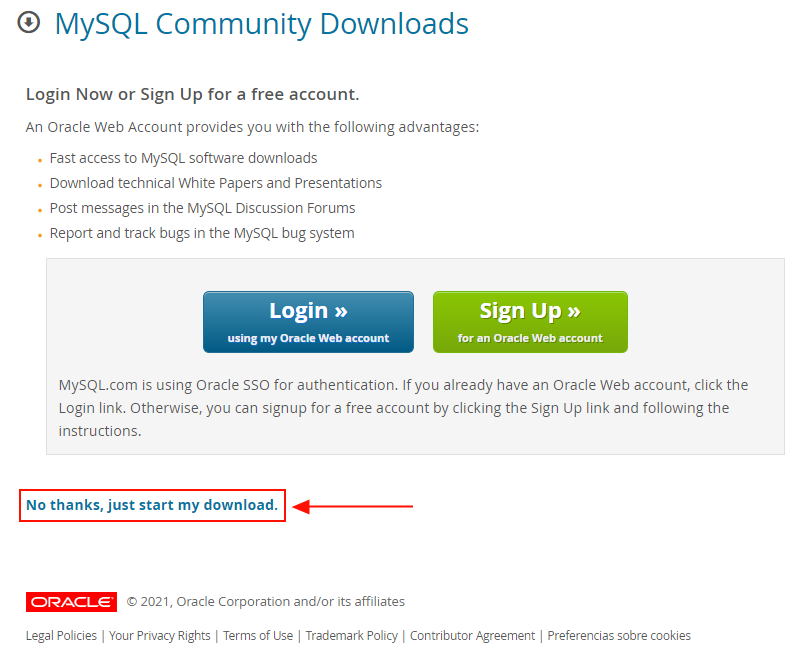 MySQL Community Downloads
Login Now or Sign Up for a free account.
An Oracle Web Account provides you with the following advantages:
Fast access to MySQL software downloads
Download technical White Papers and Presentations
Post messages in the MySQL Discussion Forums
Report and track bugs in the MySQL bug system
Login »
using my Oracle Web account
Sign Up »
for an Oracle Web account
MySQL.com is using Oracle SSO for authentication. If you already have an Oracle Web account, click the
Login link. Otherwise, you can signup for a free account by clicking the Sign Up link and following the
instructions.
No thanks, just start my download.
ORACLE © 2021, Oracle Corporation and/or its affiliates
Legal Policies | Your Privacy Rights | Terms of Use | Trademark Policy | Contributor Agreement | Preferencias sobre cookies